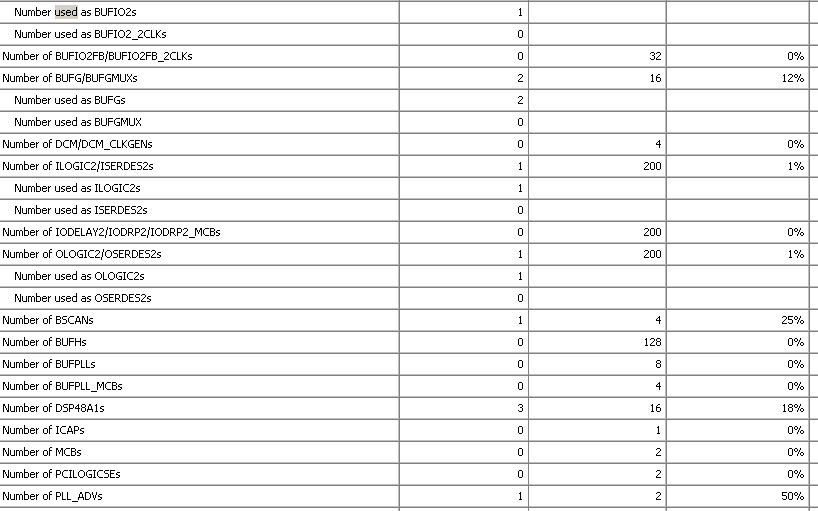 Number used as BUFIO2s 1
Number used as BUFIO2_2CLKs 0
Number of BUFIO2FB/BUFIO2FB_2CLKs 0 32 0%
Number of BUFG/BUFGMUXs 2 16 12%
Number used as BUFGs 2
Number used as BUFGMUX 0
Number of DCM/DCM_CLKGENs 0 4 0%
Number of ILOGIC2/ISERDES2s 1 200 1%
Number used as ILOGIC2s 1
Number used as ISERDES2s 0
Number of IODELAY2/IODRP2/IODRP2_MCBs 0 200 0%
Number of OLOGIC2/OSERDES2s 1 200 1%
Number used as OLOGIC2s 1
Number used as OSERDES2s 0
Number of BSCANs 1 4 25%
Number of BUFHs 0 128 0%
Number of BUFPLLs 0 8 0%
Number of BUFPLL_MCBs 0 4 0%
Number of DSP48A1s 3 16 18%
Number of ICAPs 0 1 0%
Number of MCBs 0 2 0%
Number of PCILOGICSEs 0 2 0%
Number of PLL_ADVs 1 2 50%